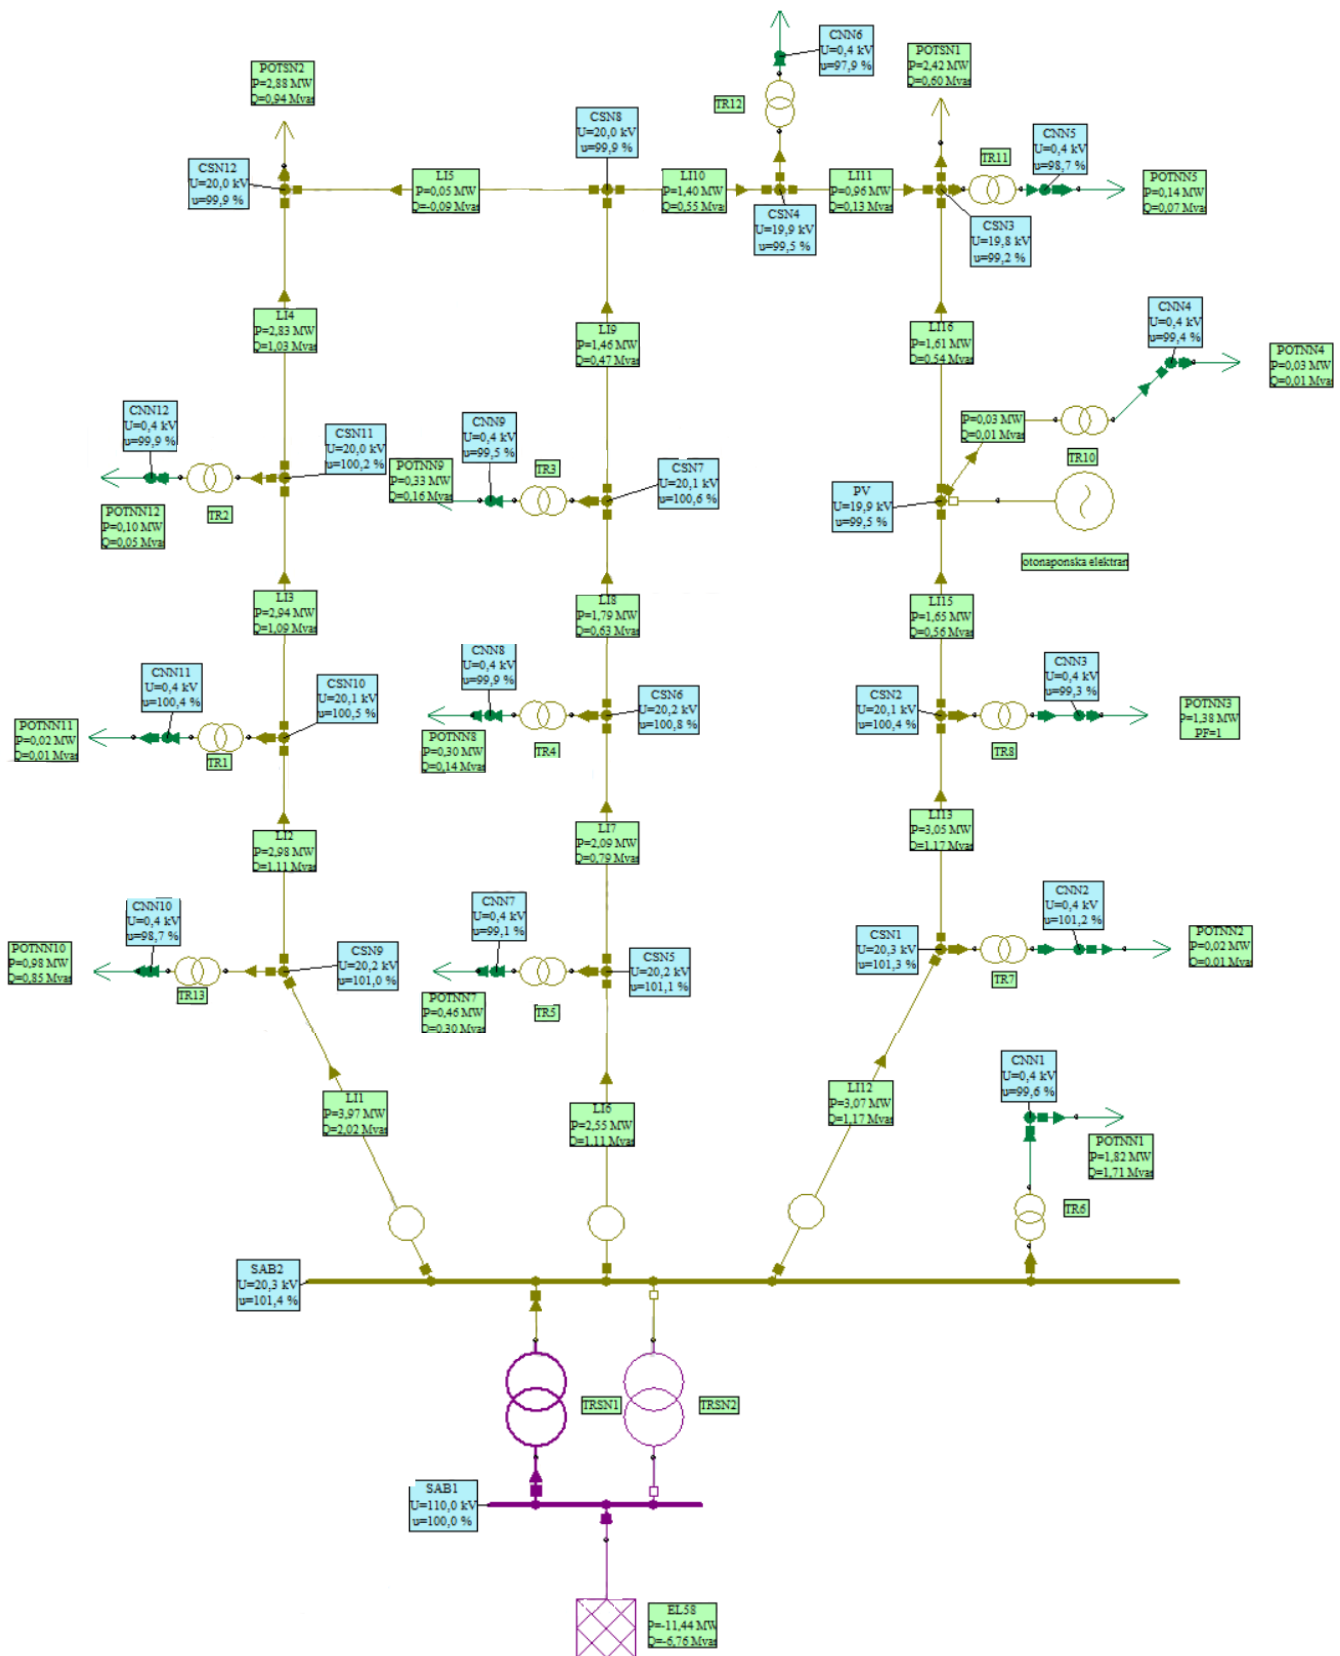 CNN6
U=0,4 kV
u=97,9 %
POTSN1
P=2,42 MW
Q=0,60 Mvar
POTSN2
P=2,88 MW
Q=0,94 Mvar
TR12
CSN8
U=20,0 kV
u=99,9 %
CNN5
U=0,4 kV
u=98,7 %
TR11
CSN12
U=20,0 kV
u=99,9 %
LI5
P=0,05 MW
Q=-0,09 Mvar
LI10
P=1,40 MW
Q=0,55 Mvar
LI11
P=0,96 MW
Q=0,13 Mvar
POTNN5
P=0,14 MW
Q=0,07 Mvar
CSN4
U=19,9 kV
u=99,5 %
CSN3
U=19,8 kV
u=99,2 %
LI4
P=2,83 MW
Q=1,03 Mvar
LI9
P=1,46 MW
Q=0,47 Mvar
LI16
P=1,61 MW
Q=0,54 Mvar
CNN4
U=0,4 kV
u=99,4 %
POTNN4
P=0,03 MW
Q=0,01 Mvar
CNN12
U=0,4 kV
u=99,9 %
CSN11
U=20,0 kV
u=100,2 %
CNN9
U=0,4 kV
u=99,5 %
P=0,03 MW
Q=0,01 Mvar
TR10
POTNN9
P=0,33 MW
Q=0,16 Mvar
TR3
CSN7
U=20,1 kV
u=100,6 %
PV
U=19,9 kV
u=99,5 %
POTNN12
P=0,10 MW
Q=0,05 Mvar
TR2
otonaponska elektran
LI3
P=2,94 MW
Q=1,09 Mvar
LI8
P=1,79 MW
Q=0,63 Mvar
LI15
P=1,65 MW
Q=0,56 Mvar
CNN11
U=0,4 kV
u=100,4 %
CSN10
U=20,1 kV
u=100,5 %
CNN8
U=0,4 kV
u=99,9 %
CSN6
U=20,2 kV
u=100,8 %
CSN2
U=20,1 kV
u=100,4 %
CNN3
U=0,4 kV
u=99,3 %
POTNN3
P=1,38 MW
PF=1
POTNN11
P=0,02 MW
Q=0,01 Mvar
TR1
POTNN8
P=0,30 MW
Q=0,14 Mvar
TR4
TR8
LI2
P=2,98 MW
Q=1,11 Mvar
LI7
P=2,09 MW
Q=0,79 Mvar
LI13
P=3,05 MW
Q=1,17 Mvar
CNN10
U=0,4 kV
u=98,7 %
CNN7
U=0,4 kV
u=99,1 %
CNN2
U=0,4 kV
u=101,2 %
POTNN10
P=0,98 MW
Q=0,85 Mvar
TR13
CSN9
U=20,2 kV
u=101,0 %
POTNN7
P=0,46 MW
Q=0,30 Mvar
TR5
CSN5
U=20,2 kV
u=101,1 %
CSN1
U=20,3 kV
u=101,3 %
TR7
POTNN2
P=0,02 MW
Q=0,01 Mvar
LI1
P=3,97 MW
Q=2,02 Mvar
LI6
P=2,55 MW
Q=1,11 Mvar
LI12
P=3,07 MW
Q=1,17 Mvar
CNN1
U=0,4 kV
u=99,6 %
POTNN1
P=1,82 MW
Q=1,71 Mvar
TR6
SAB2
U=20,3 kV
u=101,4 %
TRSN1
TRSN2
SAB1
U=110,0 kV
u=100,0 %
EL58
P=-11,44 MW
Q=-6,76 Mvar